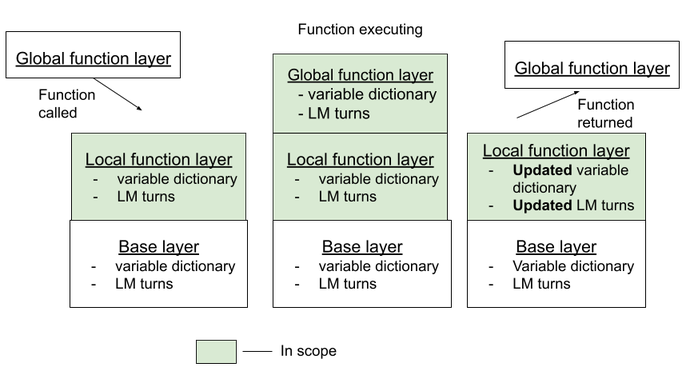 Function executing
Global function layer
Function
called
Local function layer
- variable dictionary
- LM turns
Base layer
- variable dictionary
- LM turns
Global function layer
- variable dictionary
- LM turns
Local function layer
- variable dictionary
- LM turns
Base layer
- variable dictionary
- LM turns
Global function layer
Function
returned
Local function layer
- Updated variable
dictionary
- Updated LM turns
Base layer
- Variable dictionary
- LM turns
In scope